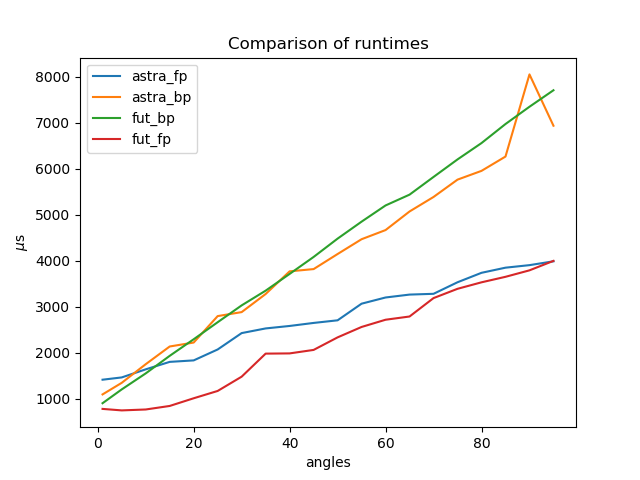 Comparison of runtimes
astra_fp
astra_bp
fut_bp
fut_fp
8000
7000
6000
5000
4000
3000
2000
1000
μs
0 20 40 60 80
angles